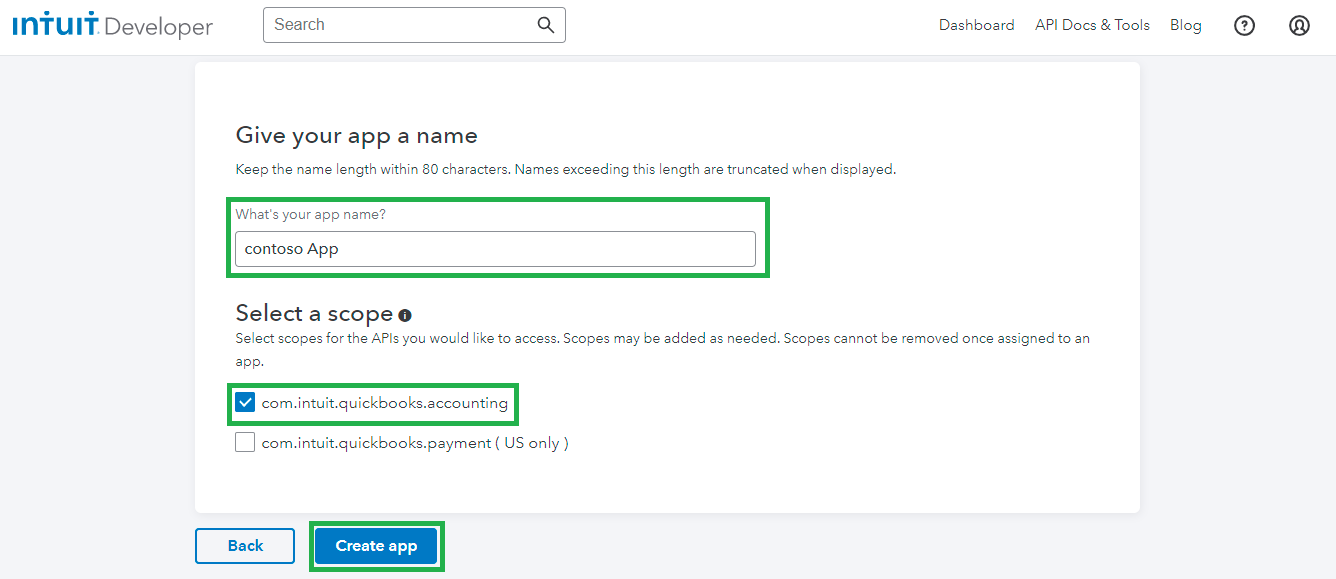 INTUIT Developer
Search
Dashboard
API Docs & Tools
Blog
?
Give your app a name
Keep the name length within 80 characters. Names exceeding this length are truncated when displayed.
What's your app name?
contoso App
Select a scope
Select scopes for the APIs you would like to access. Scopes may be added as needed. Scopes cannot be removed once assigned to an
app.
com.intuit.quickbooks.accounting
com.intuit.quickbooks.payment ( US only )
Back
Create app